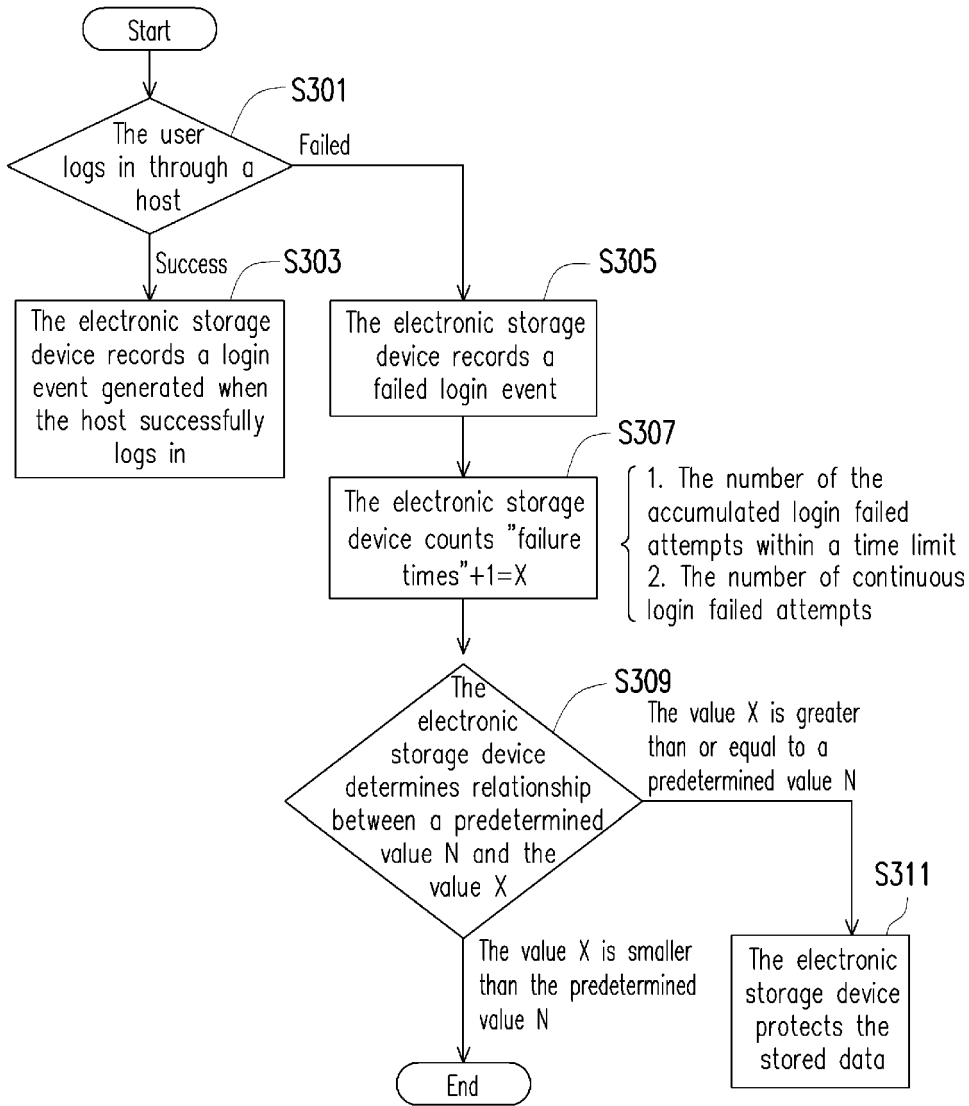 Start
S301
The user
logs in through a
host
Failed
Success
S303
The electronic storage
device records a login
event generated when
the host successfully
logs in
S305
The electronic storage
device records a
failed login event
S307
The electronic storage
device counts "failure
times"+1=X
1. The number of the
accumulated login failed
attempts within a time limit
2. The number of continuous
login failed attempts
S309
The
electronic
storage device
determines relationship
between a predetermined
value N and the
value X
The value X is greater
than or equal to a
predetermined value N
S311
The electronic
storage device
protects the
stored data
The value X is smaller
than the predetermined
value N
End